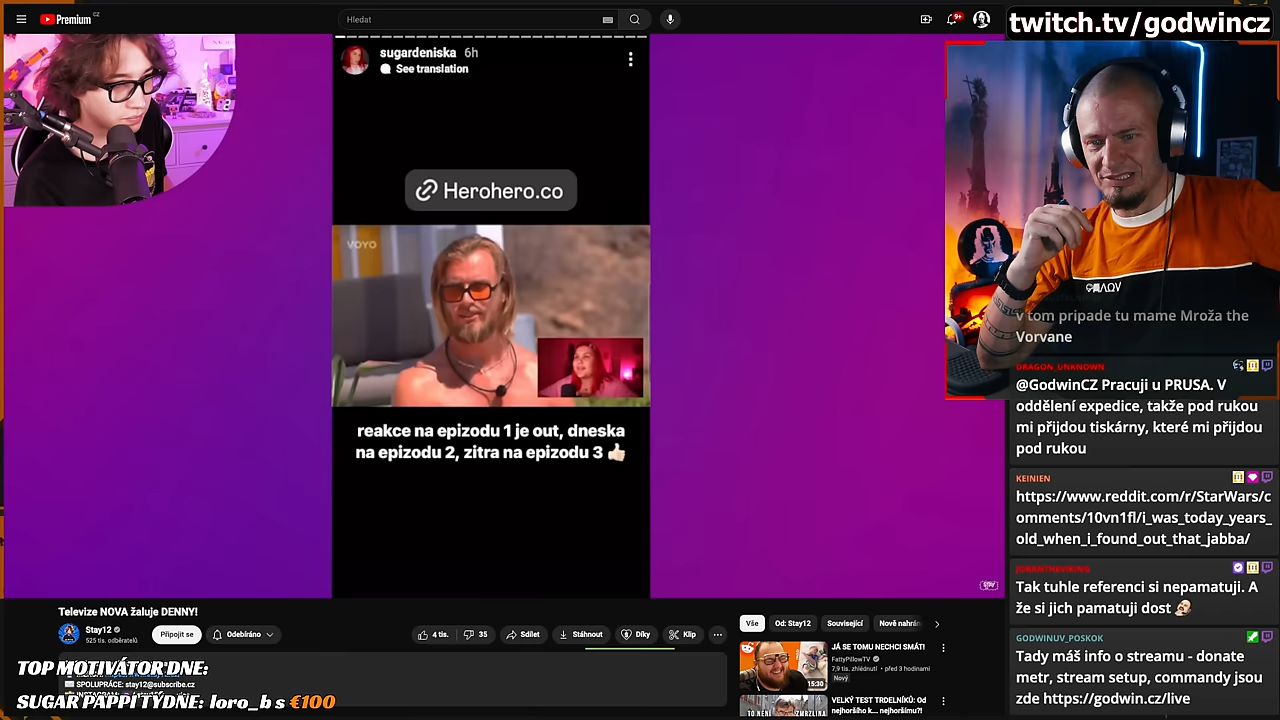 Premium CZ
Hledat
9+
twitch.tv/godwincz
sugardeniska 6h
See translation
Herohero.co
VOYO
reakce na epizodu 1 je out, dneska
na epizodu 2, zitra na epizodu 3 👍🏻
V tom pripade tu mame Mroža the
Vorvane
DRAGON_UNKNOWN
@GodwinCZ Pracuji u PRUSA. V
oddělení expedice, takže pod rukou
mi přijdou tiskárny, které mi přijdou
pod rukou
KEINIEN
https://www.reddit.com/r/StarWars/c
omments/10vn1fl/i_was_today_years_
old_when_i_found_out_that_jabba/
JORANTHEVIKING
Tak tuhle referenci si nepamatuji. A
že si jich pamatuji dost
GODWINUV_POSKOK
Tady máš info o streamu - donate
metr, stream setup, commandy jsou
zde https://godwin.cz/live
Televize NOVA žaluje DENNY!
Stay12
525 tis. odběratelů
Připojit se
Odebíráno
4 tis.
35
Sdílet
Stáhnout
Díky
Klip
Vše
Od: Stay12
Související
Nově nahrán
JÁ SE TOMU NECHCI SMÁT!
FattyPillowTV
7,9 tis. zhlédnutí • před 3 hodinami
Nový
15:30
VELKÝ TEST TRDELNÍKŮ: Od
nejhoršího k... nejhoršímu?!
TOP MOTIVÁTOR DNE:
SPOLUPRÁCE: stay12@subscribe.cz
SUGAR TAPPI TÝDNE: loro_b s €100